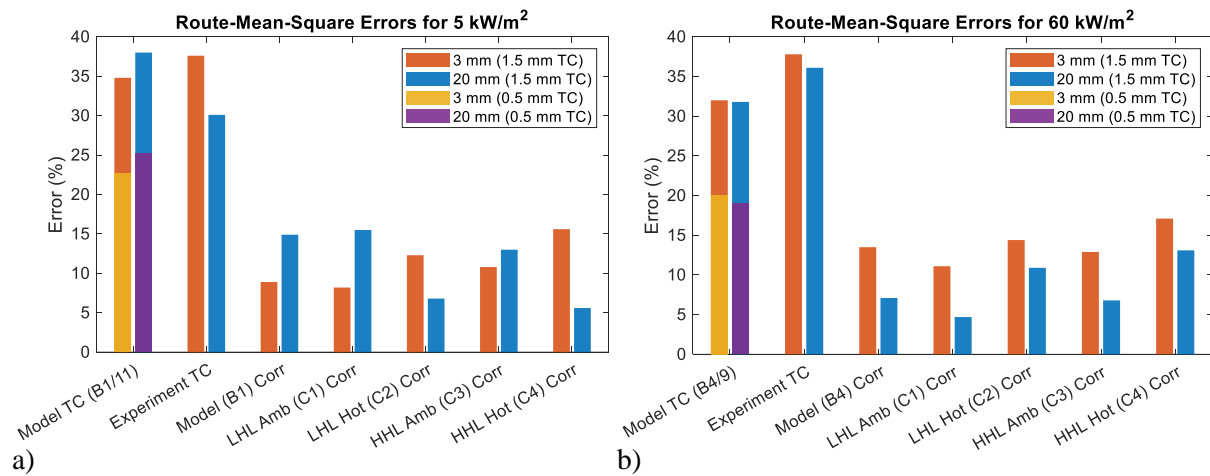 Route-Mean-Square Errors for 5 kW/m²
Error (%)
40
35
30
25
20
15
10
5
0
3 mm (1.5 mm TC)
20 mm (1.5 mm TC)
3 mm (0.5 mm TC)
20 mm (0.5 mm TC)
Model TC (B1/11)
Experiment TC
Model (B1) Corr
LHL Amb (C1) Corr
LHL Hot (C2) Corr
HHL Amb (C3) Corr
HHL Hot (C4) Corr
a)
Route-Mean-Square Errors for 60 kW/m²
Error (%)
40
35
30
25
20
15
10
5
0
3 mm (1.5 mm TC)
20 mm (1.5 mm TC)
3 mm (0.5 mm TC)
20 mm (0.5 mm TC)
Model TC (B4/9)
Experiment TC
Model (B4) Corr
LHL Amb (C1) Corr
LHL Hot (C2) Corr
HHL Amb (C3) Corr
HHL Hot (C4) Corr
b)